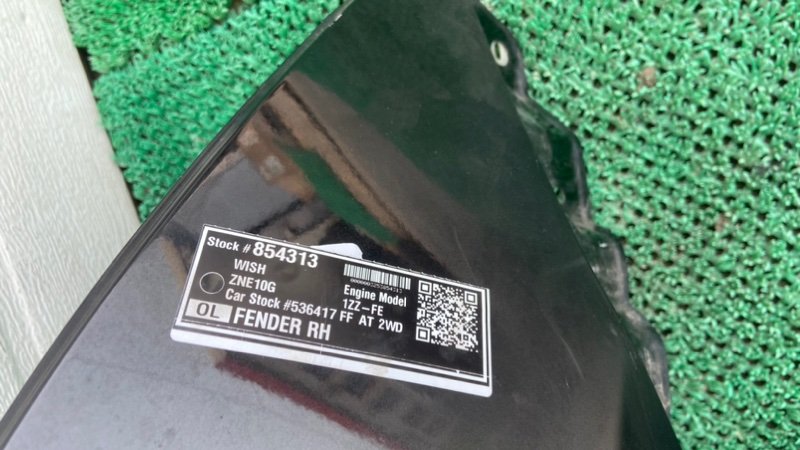 Stock # 854313
WISH
ZNE10G
Engine Model
Car Stock #536417
1ZZ-FE
FF AT 2WD
OL FENDER RH